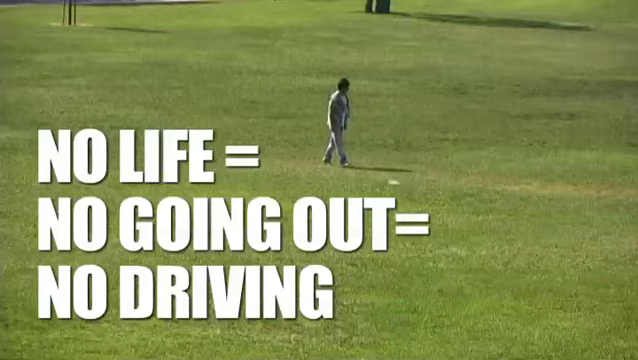 NO LIFE =
NO GOING OUT=
NO DRIVING